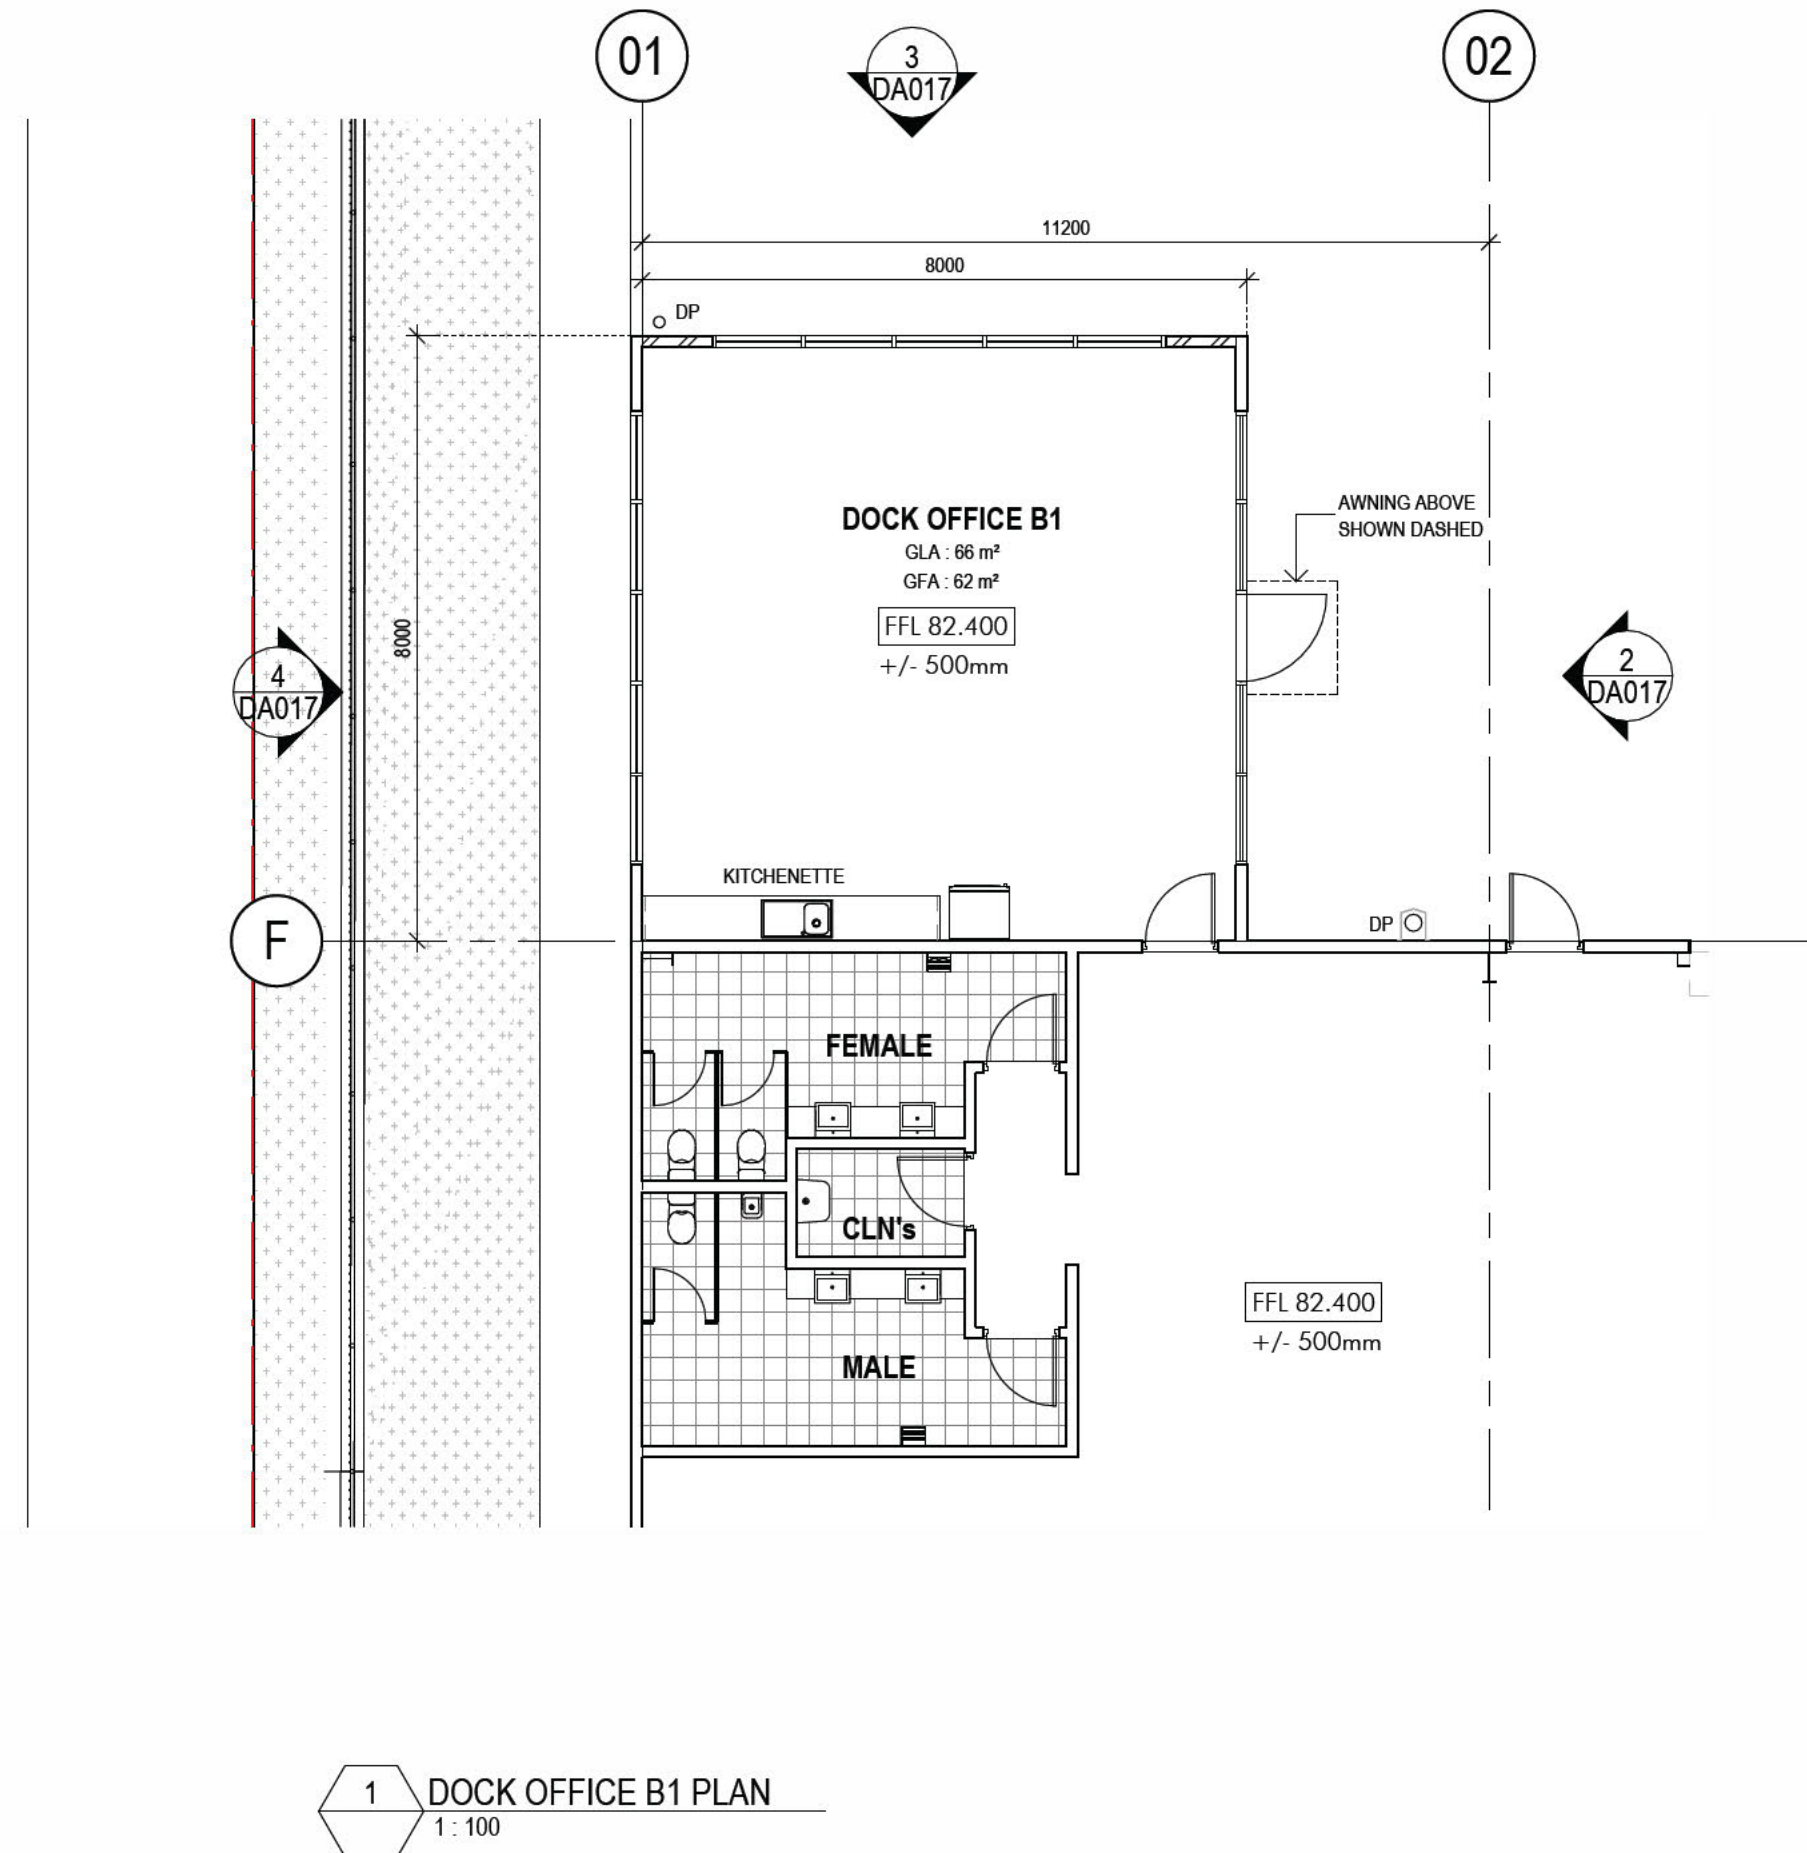 01
3
DA017
02
11200
8000
DP
DOCK OFFICE B1
GLA : 66 m²
GFA : 62 m²
FFL 82.400
+/- 500mm
AWNING ABOVE
SHOWN DASHED
8000
4
DA017
2
DA017
KITCHENETTE
F
DP
FEMALE
CLN's
FFL 82.400
+/- 500mm
MALE
1
DOCK OFFICE B1 PLAN
1 : 100